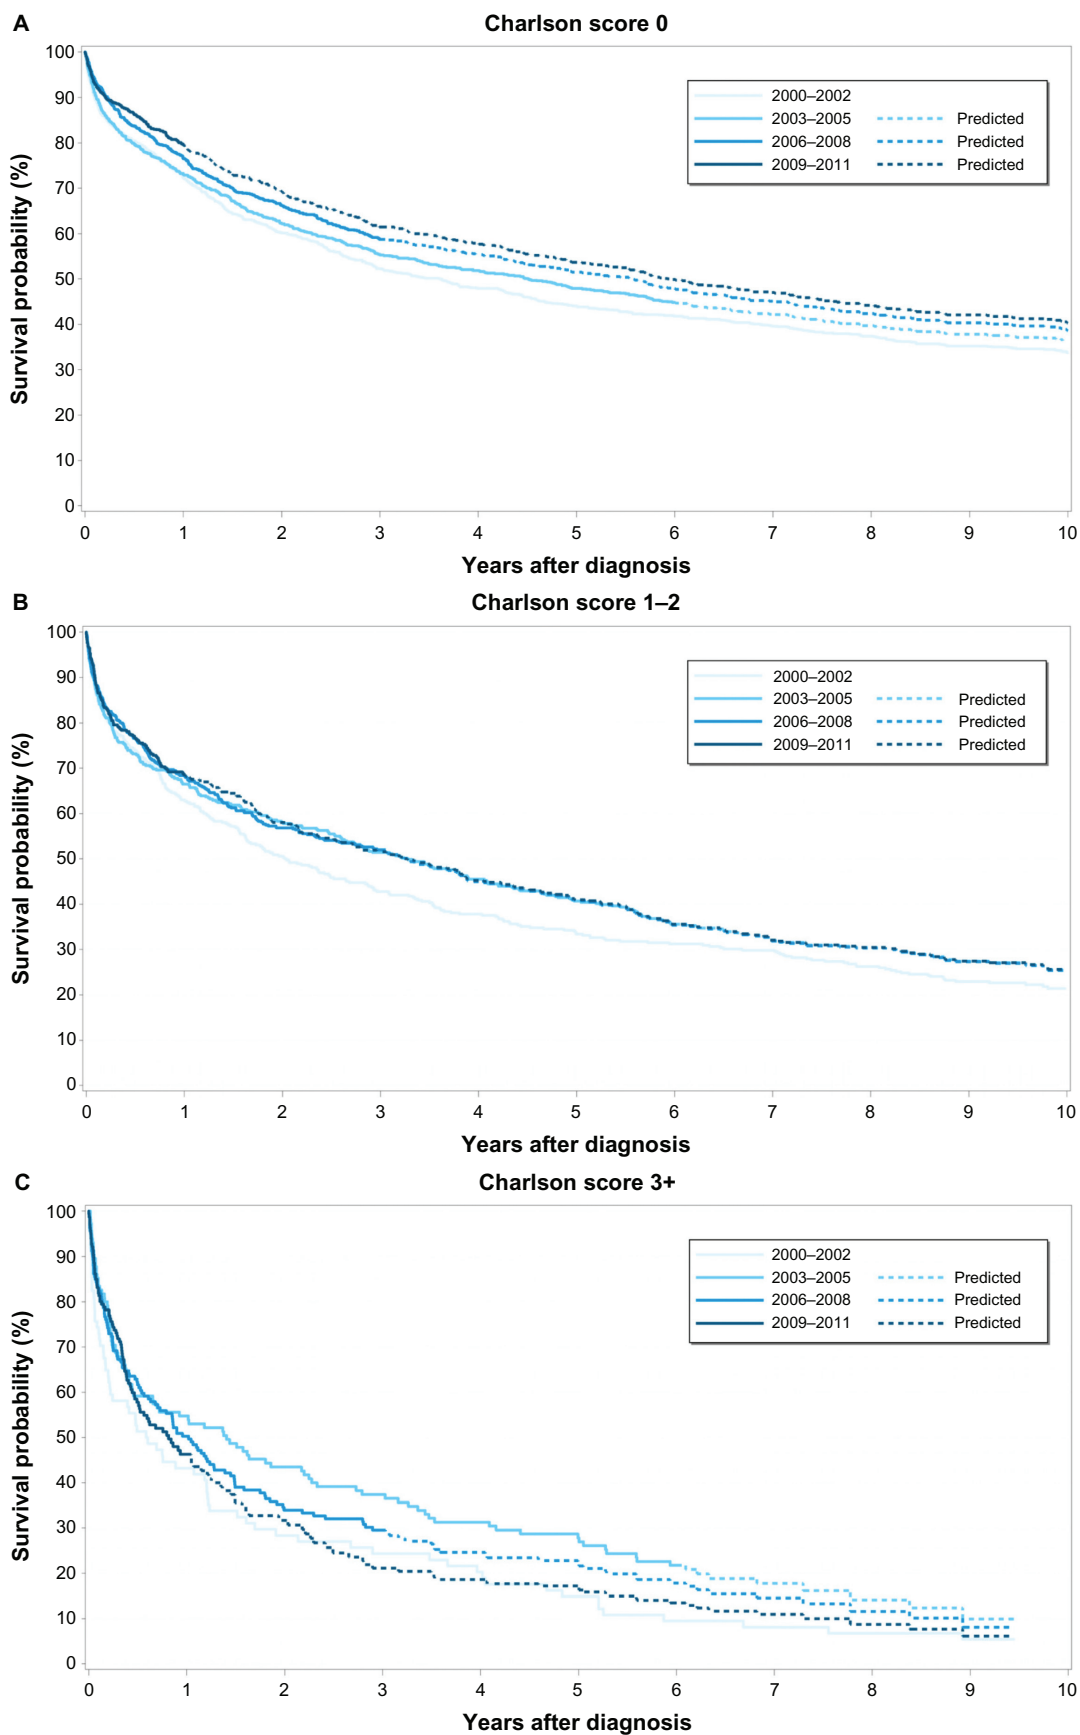 A
Charlson score 0
Survival probability (%)
100
90
80
70
60
50
40
30
20
10
0
2000–2002
2003–2005 Predicted
2006–2008 Predicted
2009–2011 Predicted
0 1 2 3 4 5 6 7 8 9 10
Years after diagnosis
B
Charlson score 1–2
Survival probability (%)
100
90
80
70
60
50
40
30
20
10
0
2000–2002
2003–2005 Predicted
2006–2008 Predicted
2009–2011 Predicted
0 1 2 3 4 5 6 7 8 9 10
Years after diagnosis
C
Charlson score 3+
Survival probability (%)
100
90
80
70
60
50
40
30
20
10
0
2000–2002
2003–2005 Predicted
2006–2008 Predicted
2009–2011 Predicted
0 1 2 3 4 5 6 7 8 9 10
Years after diagnosis